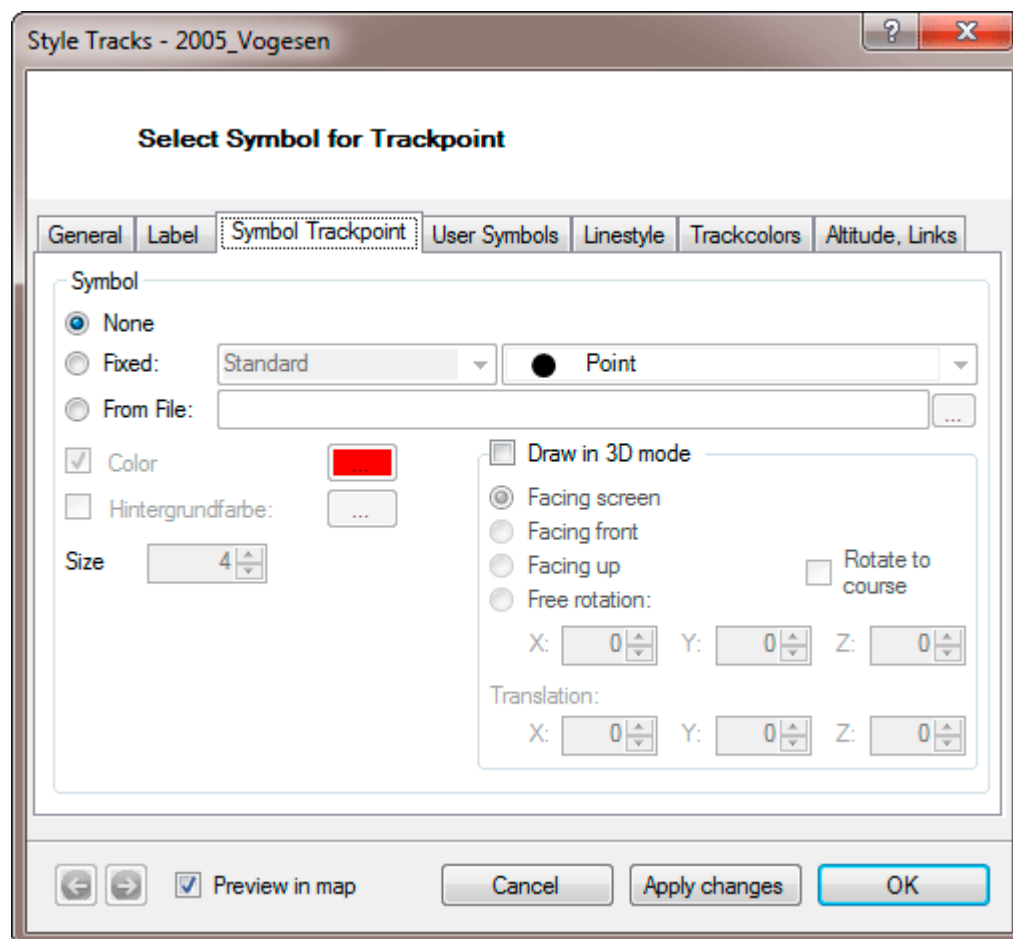 Style Tracks - 2005_Vogesen
Select Symbol for Trackpoint
General Label Symbol Trackpoint User Symbols Linestyle Trackcolors Altitude, Links
Symbol
None
Fixed: Standard Point
From File: ...
Color ...
Hintergrundfarbe: ...
Size 4
Draw in 3D mode
Facing screen
Facing front
Facing up
Rotate to
course
Free rotation:
X: 0 Y: 0 Z: 0
Translation:
X: 0 Y: 0 Z: 0
Preview in map Cancel Apply changes OK